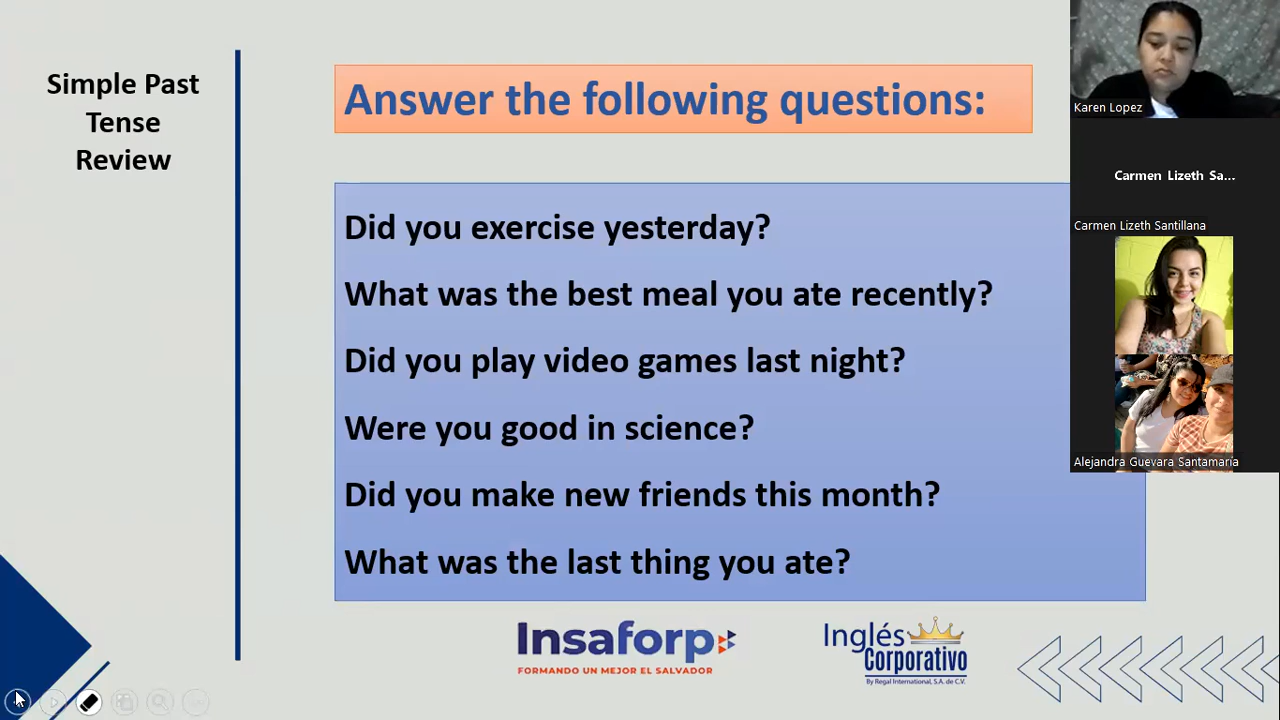 Simple Past
Tense
Review
Answer the following questions:
Did you exercise yesterday?
What was the best meal you ate recently?
Did you play video games last night?
Were you good in science?
Did you make new friends this month?
What was the last thing you ate?
Insaforp
FORMANDO UN MEJOR EL SALVADOR
Inglés
Corporativo
By Regal International, S.A. de C.V.
Karen Lopez
Carmen Lizeth Sa...
Carmen Lizeth Santillana
Alejandra Guevara Santamaría